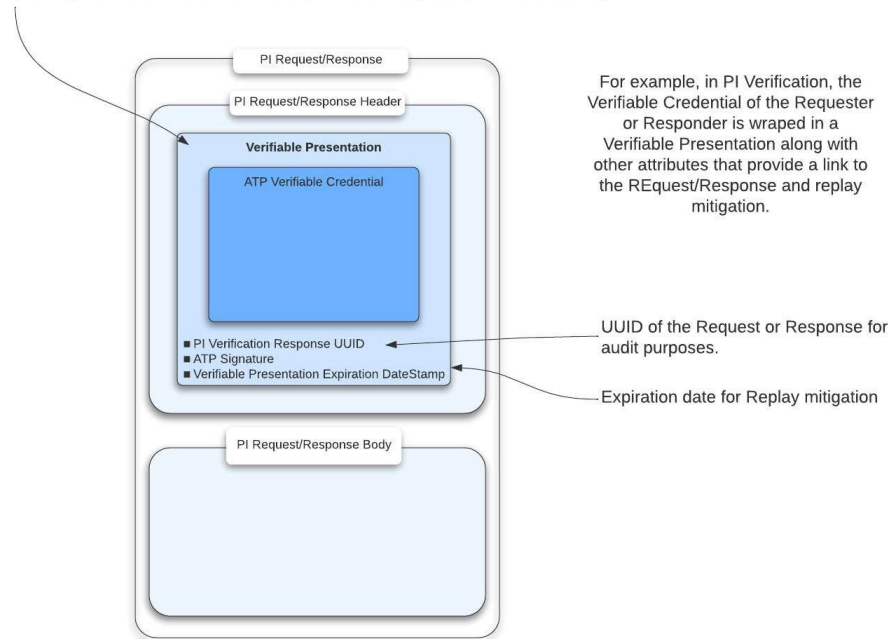 PI Request/Response
PI Request/Response Header
Verifiable Presentation
ATP Verifiable Credential
■ PI Verification Response UUID
■ ATP Signature
■ Verifiable Presentation Expiration DateStamp
PI Request/Response Body
For example, in PI Verification, the
Verifiable Credential of the Requester
or Responder is wraped in a
Verifiable Presentation along with
other attributes that provide a link to
the REquest/Response and replay
mitigation.
UUID of the Request or Response for
audit purposes.
Expiration date for Replay mitigation